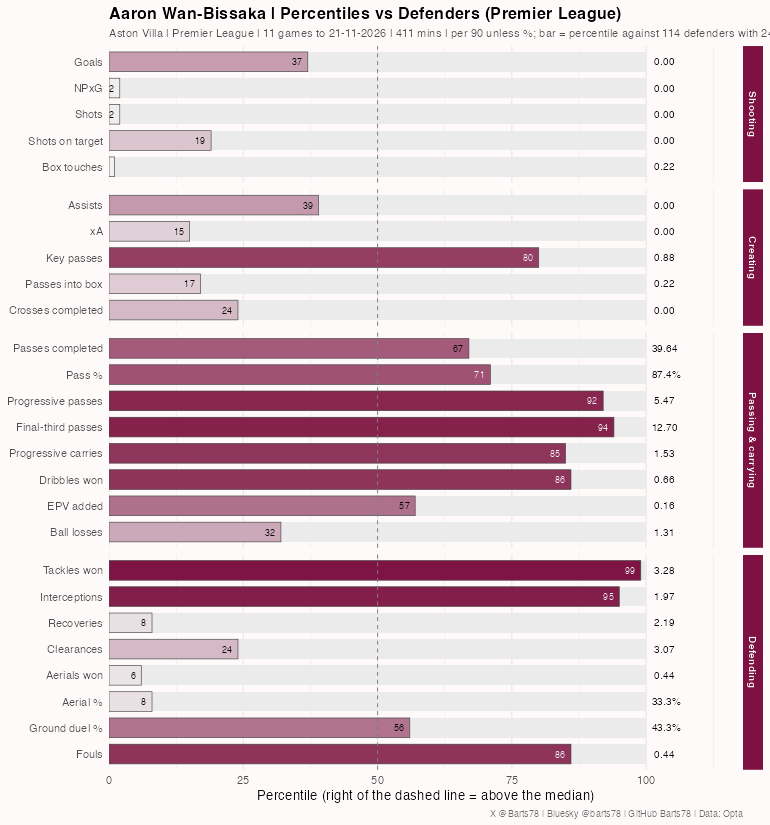 Aaron Wan-Bissaka | Percentiles vs Defenders (Premier League)
Aston Villa | Premier League | 11 games to 21-11-2026 | 411 mins | per 90 unless %; bar = percentile against 114 defenders with 24
Shooting
Goals 37 0.00
NPxG 2 0.00
Shots 2 0.00
Shots on target 19 0.00
Box touches 0.22
Creating
Assists 39 0.00
xA 15 0.00
Key passes 80 0.88
Passes into box 17 0.22
Crosses completed 24 0.00
Passing & carrying
Passes completed 67 39.64
Pass % 71 87.4%
Progressive passes 92 5.47
Final-third passes 94 12.70
Progressive carries 85 1.53
Dribbles won 86 0.66
EPV added 57 0.16
Ball losses 32 1.31
Defending
Tackles won 99 3.28
Interceptions 95 1.97
Recoveries 8 2.19
Clearances 24 3.07
Aerials won 6 0.44
Aerial % 8 33.3%
Ground duel % 56 43.3%
Fouls 86 0.44
0 25 50 75 100
Percentile (right of the dashed line = above the median)
X @Barts78 | Bluesky @barts78 | GitHub Barts78 | Data: Opta